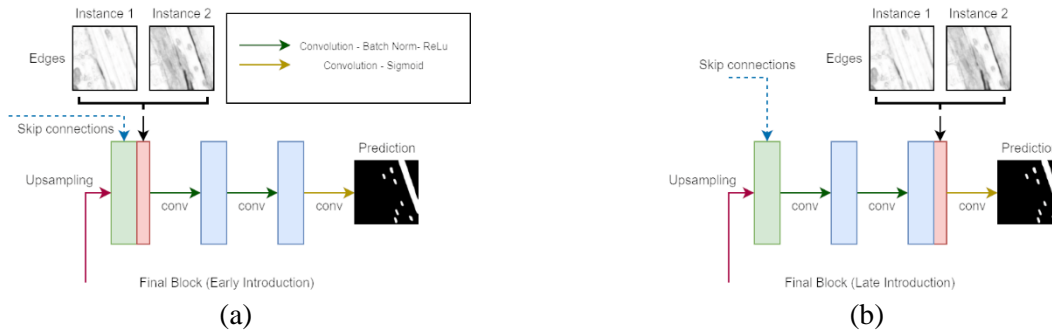 Instance 1 Instance 2
Edges
Convolution - Batch Norm- ReLu
Convolution - Sigmoid
Skip connections
Upsampling
conv
conv
conv
Prediction
Final Block (Early Introduction)
(a)
Instance 1 Instance 2
Edges
Skip connections
Upsampling
conv
conv
conv
Prediction
Final Block (Late Introduction)
(b)